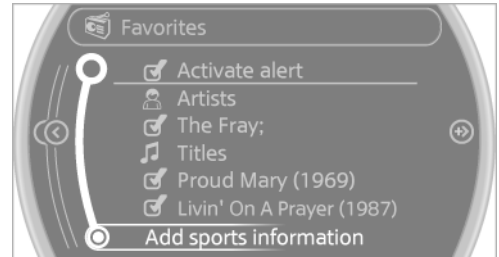 Favorites
Activate alert
Artists
The Fray;
Titles
Proud Mary (1969)
Livin' On A Prayer (1987)
Add sports information